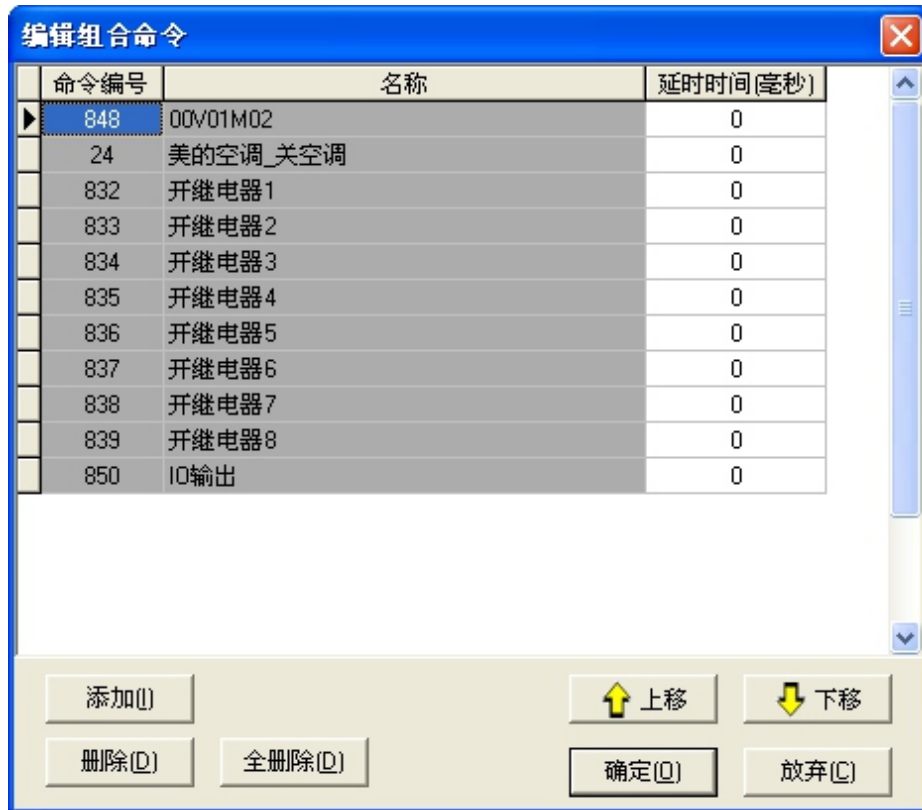 编辑组合命令
命令编号 名称 延时时间(毫秒)
848 00V01M02 0
24 美的空调_关空调 0
832 开继电器1 0
833 开继电器2 0
834 开继电器3 0
835 开继电器4 0
836 开继电器5 0
837 开继电器6 0
838 开继电器7 0
839 开继电器8 0
850 IO输出 0
添加(I) 上移 下移
删除(D) 全删除(D) 确定(O) 放弃(C)